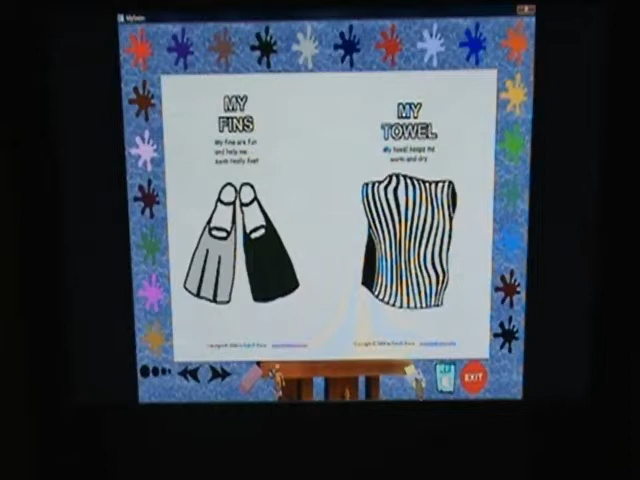 MySwim
MY
FINS
My fins are fun
and help me
swim really fast
MY
TOWEL
My towel keeps me
warm and dry
EXIT